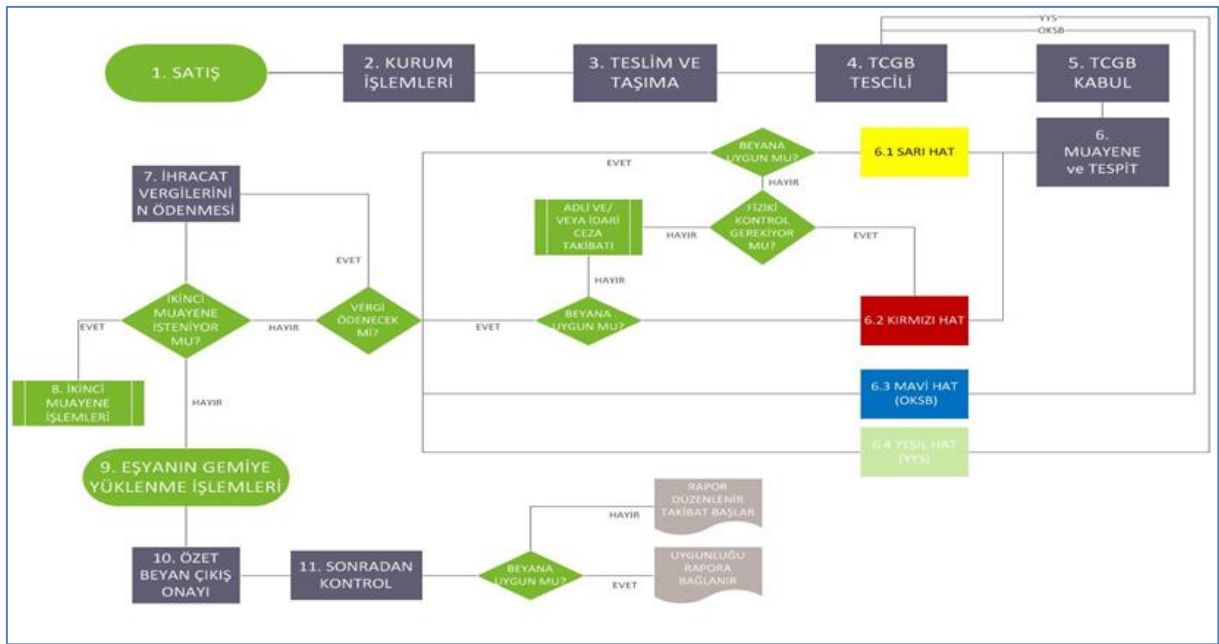 YYS
OKSB
1. SATIŞ
2. KURUM
İŞLEMLERİ
3. TESLİM VE
TAŞIMA
4. TCGB
TESCİLİ
5. TCGB
KABUL
6.
MUAYENE
ve TESPİT
6.1 SARI HAT
BEYANA
UYGUN MU?
EVET
HAYIR
7. İHRACAT
VERGİLERİNİ
N ÖDENMESİ
ADLİ VE/
VEYA İDARİ
CEZA
TAKİBATI
HAYIR
FİZİKİ
KONTROL
GEREKİYOR
MU?
EVET
EVET
HAYIR
İKİNCİ
MUAYENE
İSTENİYOR
MU?
EVET
HAYIR
VERGİ
ÖDENECEK
Mİ?
EVET
BEYANA
UYGUN MU?
6.2 KIRMIZI HAT
8. İKİNCİ
MUAYENE
İŞLEMLERİ
HAYIR
6.3 MAVİ HAT
(OKSB)
6.4 YEŞİL HAT
(YYS)
9. EŞYANIN GEMİYE
YÜKLENME İŞLEMLERİ
10. ÖZET
BEYAN ÇIKIŞ
ONAYI
11. SONRADAN
KONTROL
BEYANA
UYGUN MU?
HAYIR
RAPOR
DÜZENLENİR
TAKİBAT BAŞLAR
EVET
UYGUNLUĞU
RAPORA
BAĞLANIR